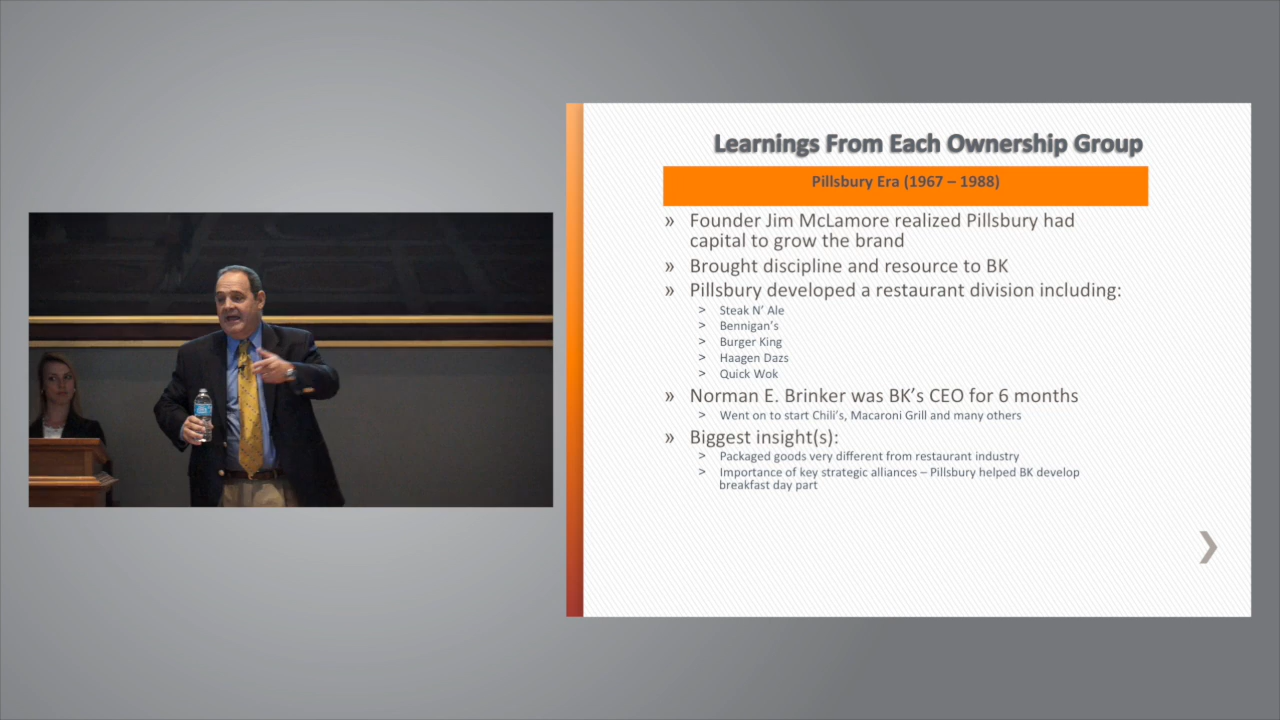 Learnings From Each Ownership Group
Pillsbury Era (1967 – 1988)
» Founder Jim McLamore realized Pillsbury had
capital to grow the brand
» Brought discipline and resource to BK
» Pillsbury developed a restaurant division including:
> Steak N’ Ale
> Bennigan’s
> Burger King
> Haagen Dazs
> Quick Wok
» Norman E. Brinker was BK’s CEO for 6 months
> Went on to start Chili’s, Macaroni Grill and many others
» Biggest insight(s):
> Packaged goods very different from restaurant industry
> Importance of key strategic alliances – Pillsbury helped BK develop
breakfast day part